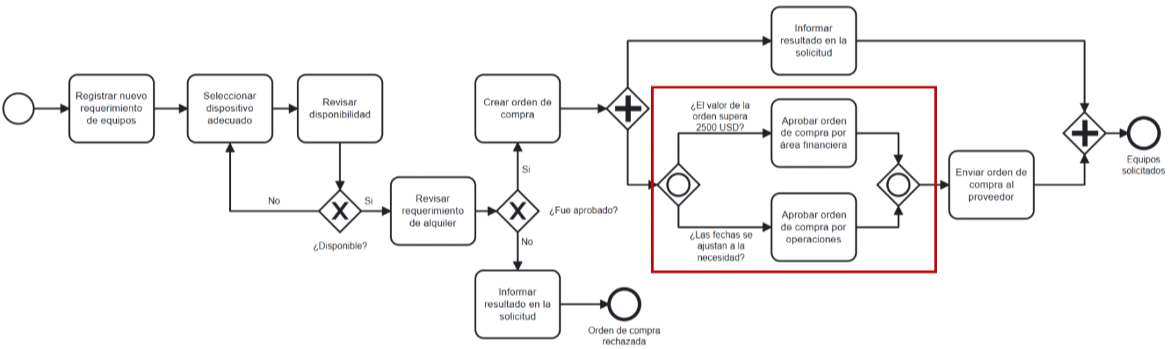 Registrar nuevo
requerimiento
de equipos
Seleccionar
dispositivo
adecuado
Revisar
disponibilidad
No
Si
¿Disponible?
Revisar
requerimiento
de alquiler
Crear orden de
compra
Si
¿Fue aprobado?
No
Informar
resultado en la
solicitud
Orden de compra
rechazada
Informar
resultado en la
solicitud
¿El valor de la
orden supera
2500 USD?
Aprobar orden
de compra por
área financiera
¿Las fechas se
ajustan a la
necesidad?
Aprobar orden
de compra por
operaciones
Enviar orden de
compra al
proveedor
Equipos
solicitados